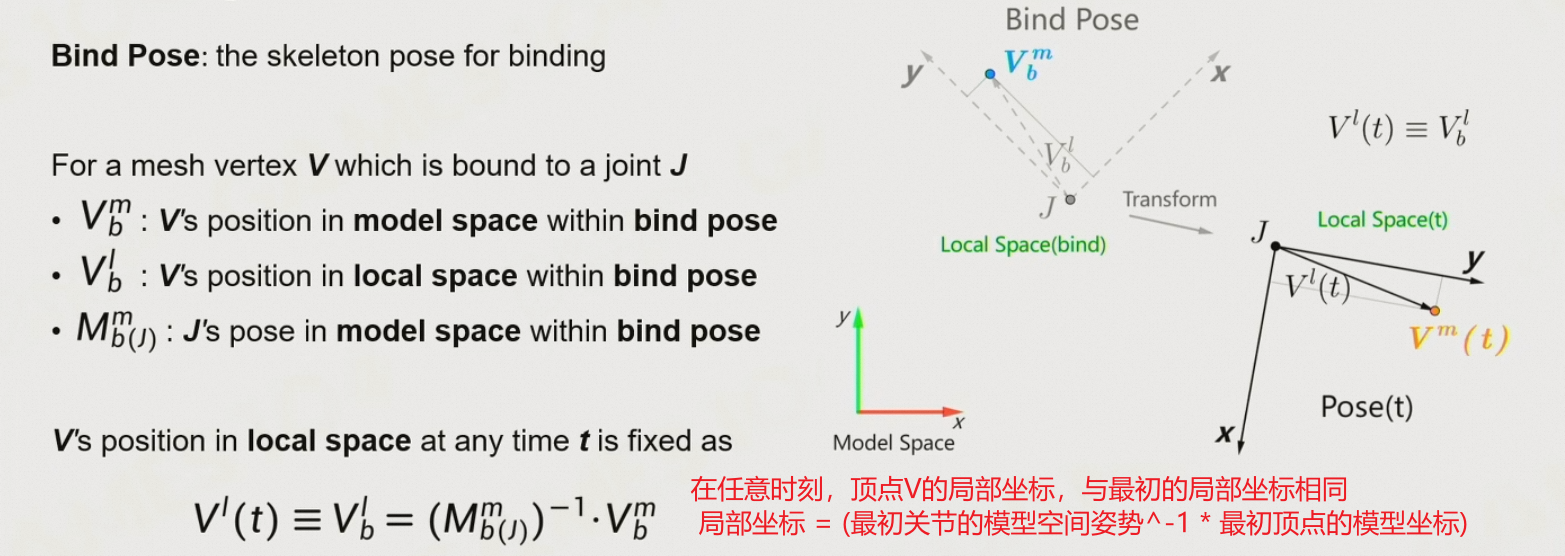 Bind Pose: the skeleton pose for binding
For a mesh vertex V which is bound to a joint J
• V_b^m : V's position in model space within bind pose
• V_b^l : V's position in local space within bind pose
• M_{b(J)}^m : J's pose in model space within bind pose
V's position in local space at any time t is fixed as
V^l(t) ≡ V_b^l = (M_{b(J)}^m)^{-1}·V_b^m
Bind Pose
y
V_b^m
x
V_b^l
J
Local Space(bind)
Transform
V^l(t) ≡ V_b^l
J
Local Space(t)
y
V^l(t)
V^m(t)
x
Pose(t)
y
x
Model Space
在任意时刻，顶点V的局部坐标，与最初的局部坐标相同
局部坐标 = (最初关节的模型空间姿势^-1 * 最初顶点的模型坐标)